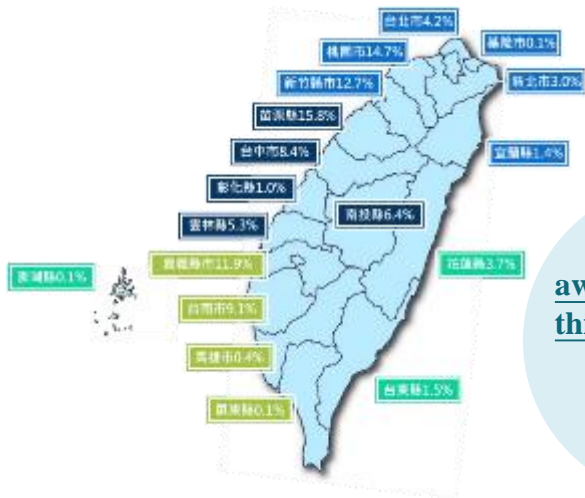 台北市4.2%
基隆市0.1%
桃園市14.7%
新北市3.0%
新竹縣市12.7%
苗栗縣15.8%
台中市8.4%
宜蘭縣1.4%
彰化縣1.0%
南投縣6.4%
雲林縣5.3%
嘉義縣市11.9%
花蓮縣3.7%
澎湖縣0.1%
台南市9.1%
高雄市0.4%
台東縣1.5%
屏東縣0.1%